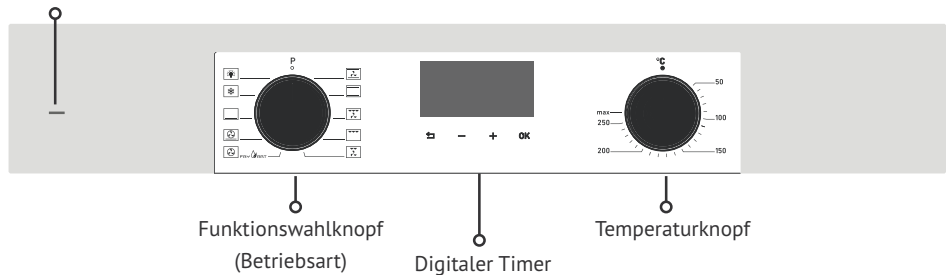 P
°C
50
max
250
100
− + OK
200
150
Funktionswahlknopf
(Betriebsart)
Digitaler Timer
Temperaturknopf